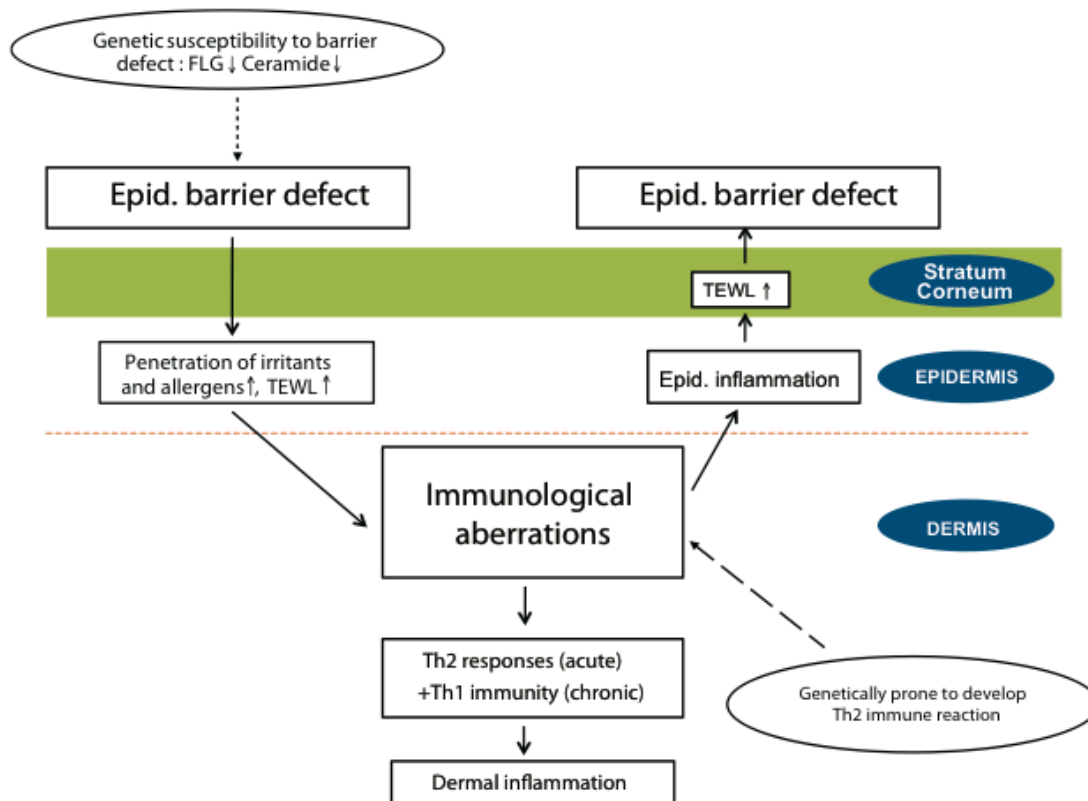 Genetic susceptibility to barrier
defect : FLG ↓ Ceramide ↓
Epid. barrier defect
Epid. barrier defect
Stratum
Corneum
TEWL ↑
Penetration of irritants
and allergens↑, TEWL ↑
Epid. inflammation
EPIDERMIS
Immunological
aberrations
DERMIS
Th2 responses (acute)
+Th1 immunity (chronic)
Genetically prone to develop
Th2 immune reaction
Dermal inflammation